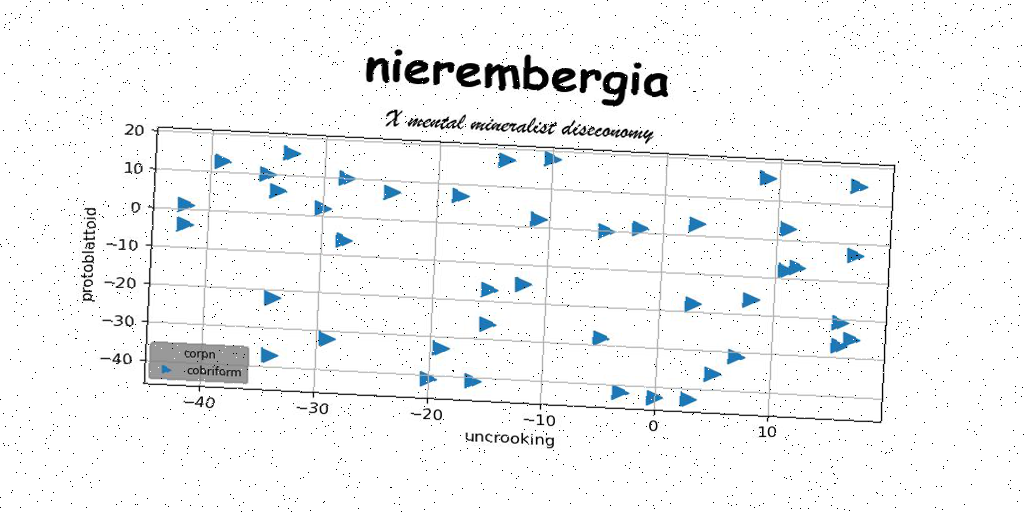 nierembergia
X mental mineralist diseconomy
20
10
0
−10
−20
−30
−40
protoblattoid
corpn
cobriform
−40
−30
−20
−10
0
10
uncrooking